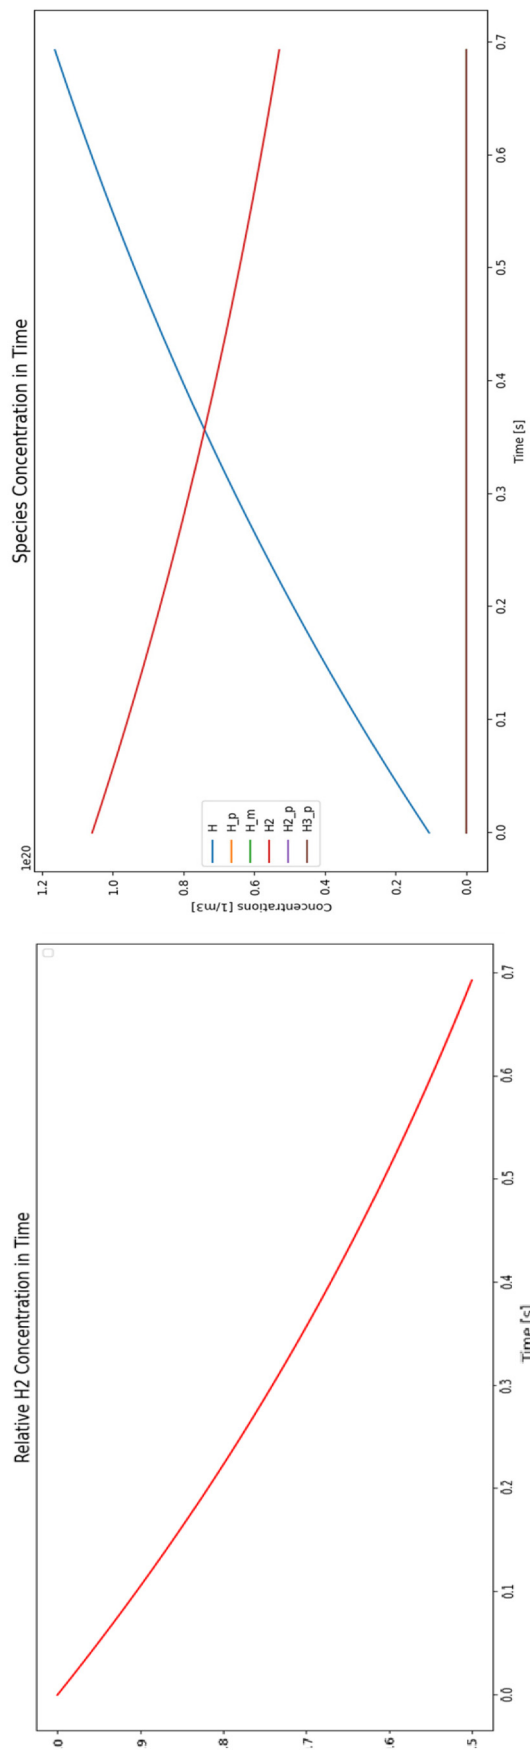 Species Concentration in Time
1e20
1.2
1.0
0.8
0.6
0.4
0.2
0.0
Concentrations [1/m3]
H
H_p
H_m
H2
H2_p
H3_p
0.0
0.1
0.2
0.3
0.4
0.5
0.6
0.7
Time [s]
Relative H2 Concentration in Time
.0
.9
.8
.7
.6
.5
0.0
0.1
0.2
0.3
0.4
0.5
0.6
0.7
Time [s]